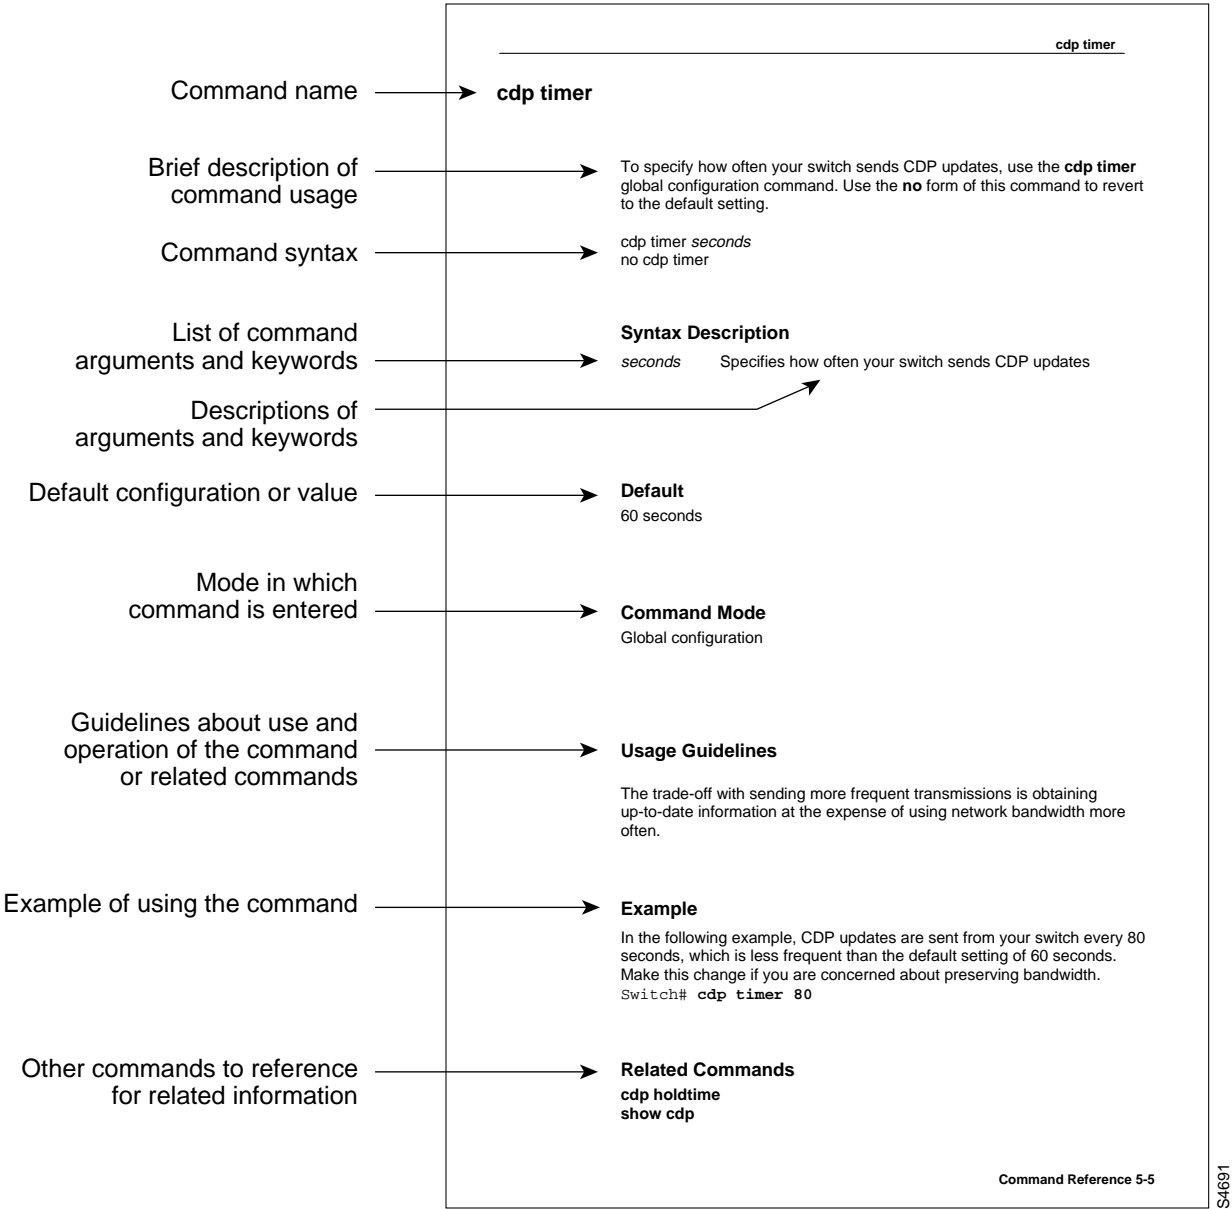 cdp timer
Command name
cdp timer
Brief description of
command usage
To specify how often your switch sends CDP updates, use the cdp timer
global configuration command. Use the no form of this command to revert
to the default setting.
Command syntax
cdp timer seconds
no cdp timer
List of command
arguments and keywords
Syntax Description
seconds Specifies how often your switch sends CDP updates
Descriptions of
arguments and keywords
Default configuration or value
Default
60 seconds
Mode in which
command is entered
Command Mode
Global configuration
Guidelines about use and
operation of the command
or related commands
Usage Guidelines
The trade-off with sending more frequent transmissions is obtaining
up-to-date information at the expense of using network bandwidth more
often.
Example of using the command
Example
In the following example, CDP updates are sent from your switch every 80
seconds, which is less frequent than the default setting of 60 seconds.
Make this change if you are concerned about preserving bandwidth.
Switch# cdp timer 80
Other commands to reference
for related information
Related Commands
cdp holdtime
show cdp
Command Reference 5-5
S4691